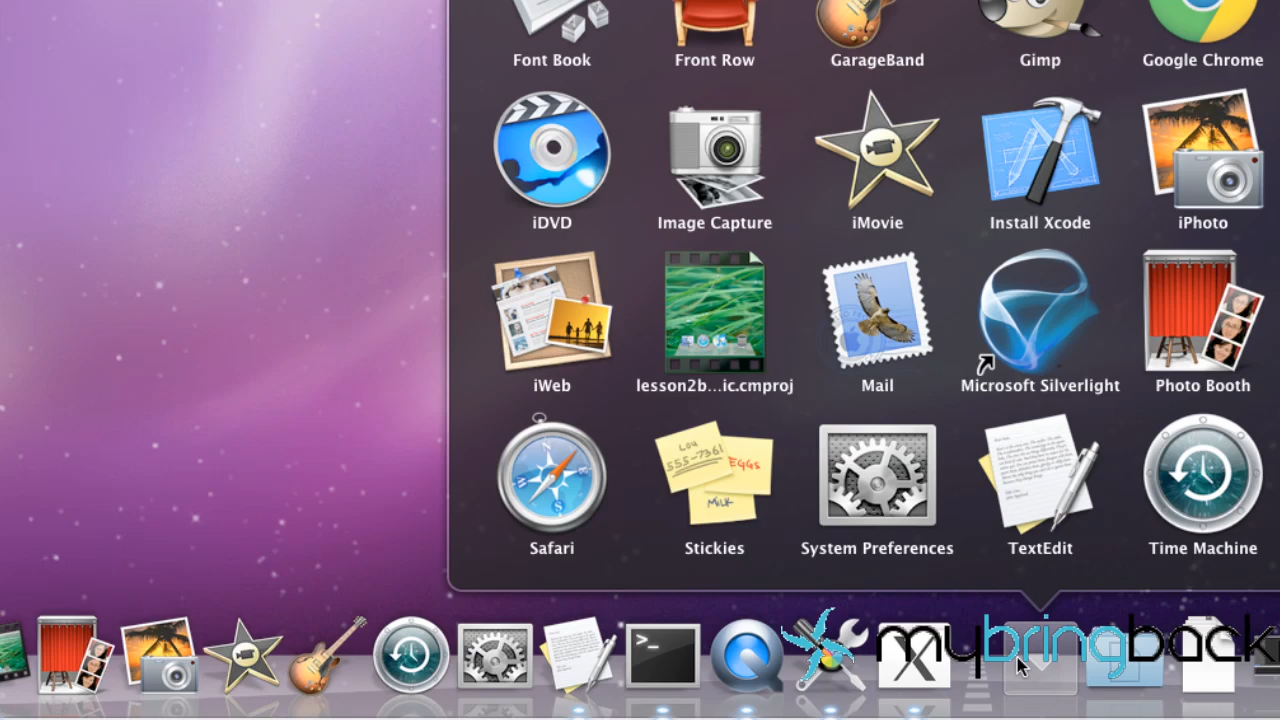 Font Book
Front Row
GarageBand
Gimp
Google Chrome
iDVD
Image Capture
iMovie
Install Xcode
iPhoto
iWeb
lesson2b...ic.cmproj
Mail
Microsoft Silverlight
Photo Booth
Lou
555-7361
EGGS
MILK
Safari
Stickies
System Preferences
TextEdit
Time Machine
>_
X
mybringback